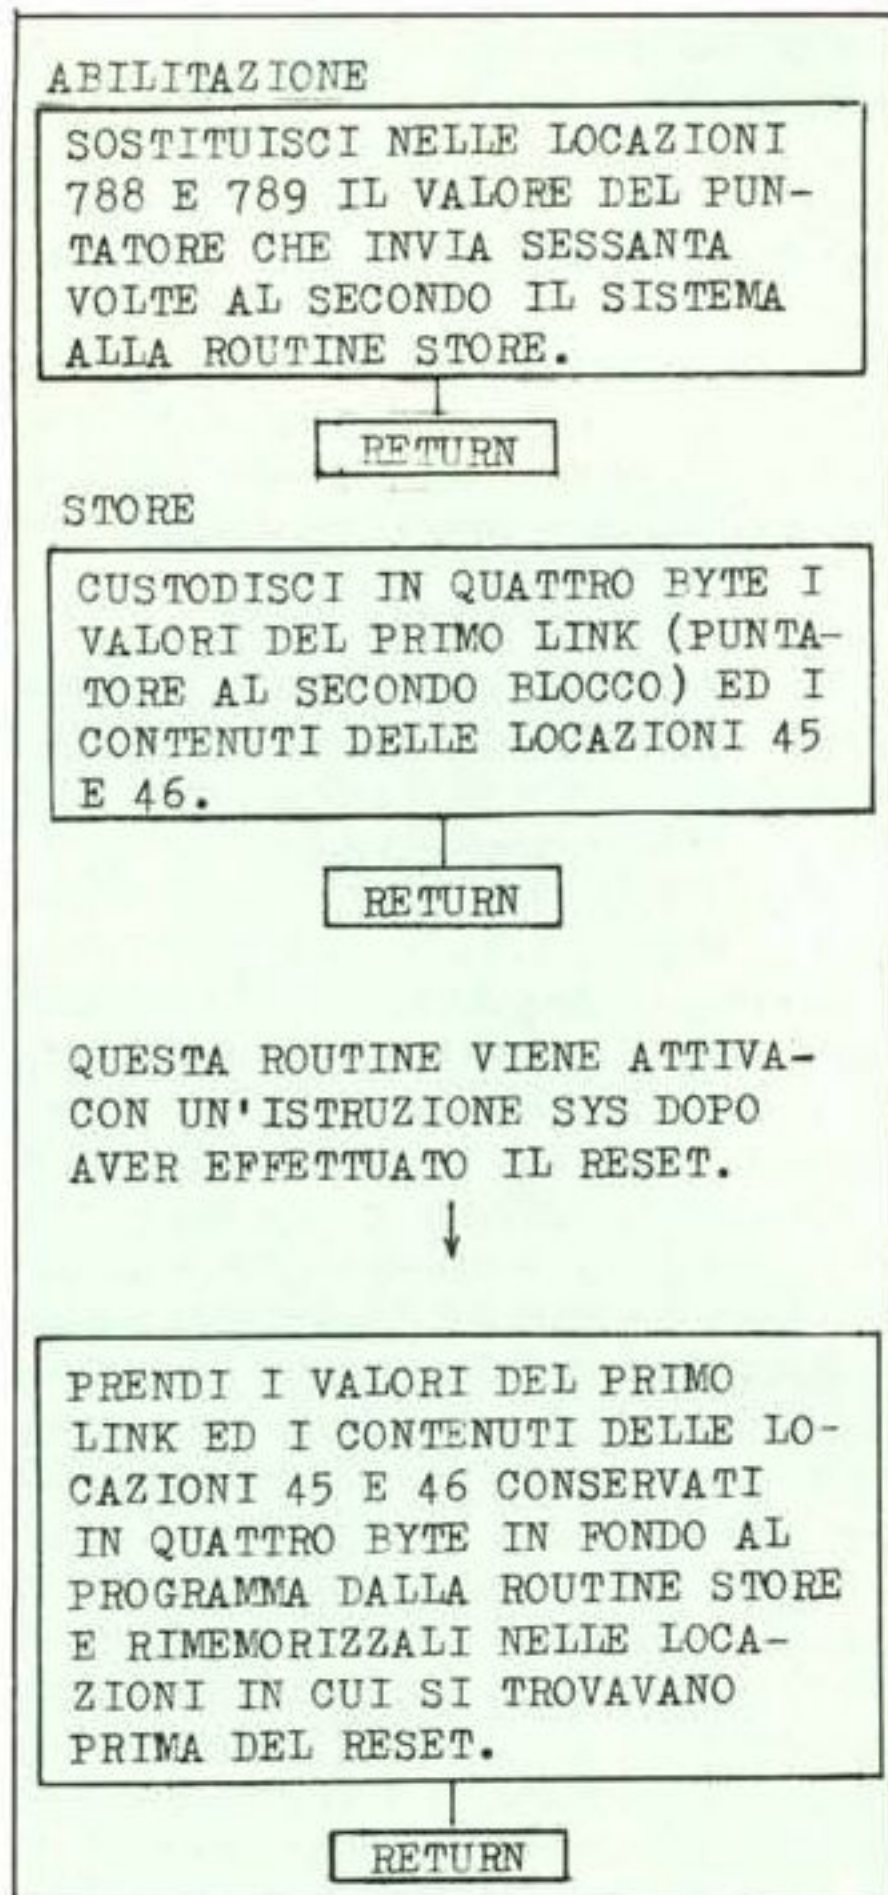 ABILITAZIONE
SOSTITUISCI NELLE LOCAZIONI
788 E 789 IL VALORE DEL PUN-
TATORE CHE INVIA SESSANTA
VOLTE AL SECONDO IL SISTEMA
ALLA ROUTINE STORE.
RETURN
STORE
CUSTODISCI IN QUATTRO BYTE I
VALORI DEL PRIMO LINK (PUNTA-
TORE AL SECONDO BLOCCO) ED I
CONTENUTI DELLE LOCAZIONI 45
E 46.
RETURN
QUESTA ROUTINE VIENE ATTIVA-
CON UN'ISTRUZIONE SYS DOPO
AVER EFFETTUATO IL RESET.
PRENDI I VALORI DEL PRIMO
LINK ED I CONTENUTI DELLE LO-
CAZIONI 45 E 46 CONSERVATI
IN QUATTRO BYTE IN FONDO AL
PROGRAMMA DALLA ROUTINE STORE
E RIMEMORIZZALI NELLE LOCA-
ZIONI IN CUI SI TROVAVANO
PRIMA DEL RESET.
RETURN